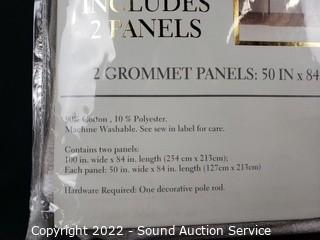 INCLUDES
2 PANELS
2 GROMMET PANELS: 50 IN x 84
90% Cotton , 10 % Polyester.
Machine Washable. See sew in label for care.
Contains two panels:
100 in. wide x 84 in. length (254 cm x 213cm);
Each panel: 50 in. wide x 84 in. length (127cm x 213cm)
Hardware Required: One decorative pole rod.
Copyright 2022 - Sound Auction Service